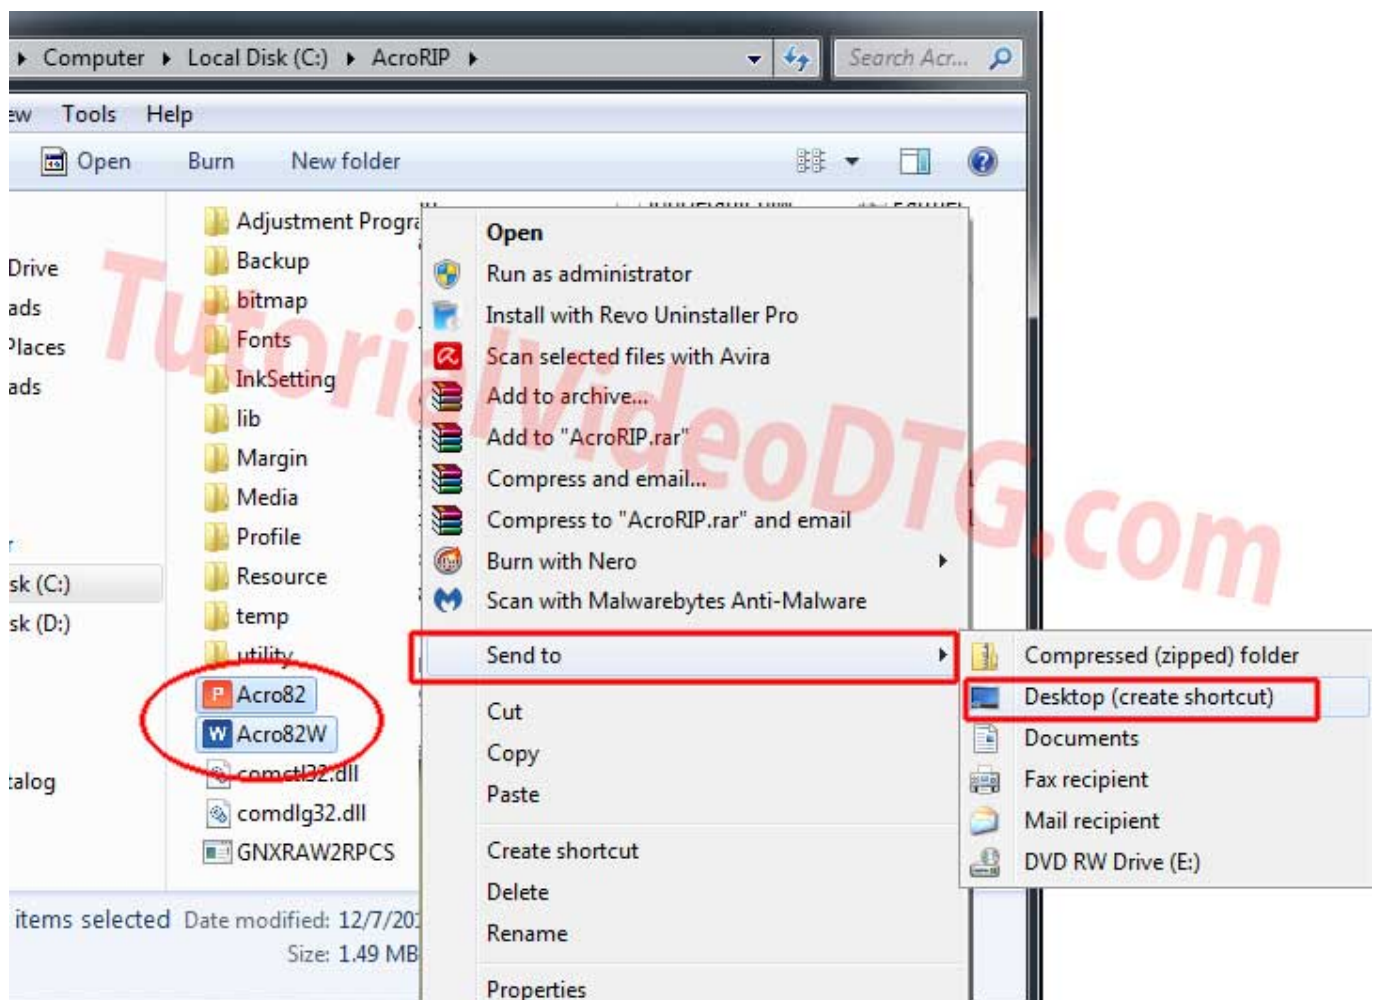 Computer Local Disk (C:) AcroRIP
Search Acr...
ew Tools Help
Open Burn New folder
Drive
ads
Places
ads
sk (C:)
sk (D:)
talog
Adjustment Progra
Backup
bitmap
Fonts
InkSetting
lib
Margin
Media
Profile
Resource
temp
utility
Acro82
Acro82W
comctl32.dll
comdlg32.dll
GNXRAW2RPCS
Open
Run as administrator
Install with Revo Uninstaller Pro
Scan selected files with Avira
Add to archive...
Add to "AcroRIP.rar"
Compress and email...
Compress to "AcroRIP.rar" and email
Burn with Nero
Scan with Malwarebytes Anti-Malware
Send to
Cut
Copy
Paste
Create shortcut
Delete
Rename
Properties
Compressed (zipped) folder
Desktop (create shortcut)
Documents
Fax recipient
Mail recipient
DVD RW Drive (E:)
items selected Date modified: 12/7/20
Size: 1.49 MB
TutorialVideoDTG.com